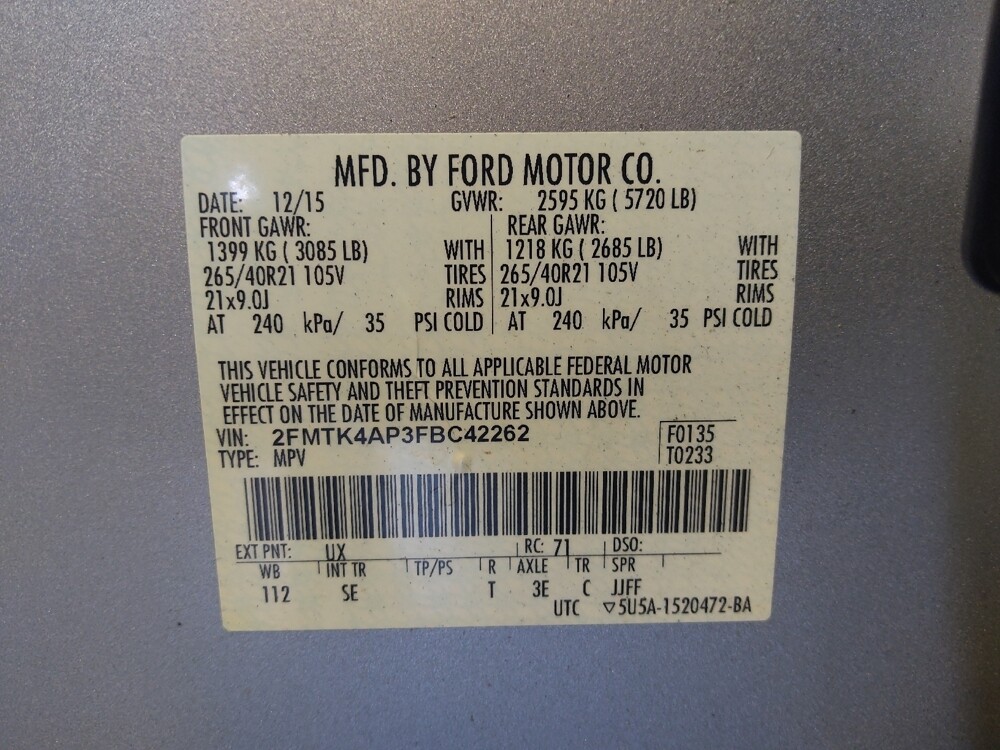 MFD. BY FORD MOTOR CO.
DATE: 12/15 GVWR: 2595 KG ( 5720 LB)
FRONT GAWR: REAR GAWR:
1399 KG ( 3085 LB) WITH 1218 KG ( 2685 LB) WITH
265/40R21 105V TIRES 265/40R21 105V TIRES
21x9.0J RIMS 21x9.0J RIMS
AT 240 kPa/ 35 PSI COLD AT 240 kPa/ 35 PSI COLD
THIS VEHICLE CONFORMS TO ALL APPLICABLE FEDERAL MOTOR
VEHICLE SAFETY AND THEFT PREVENTION STANDARDS IN
EFFECT ON THE DATE OF MANUFACTURE SHOWN ABOVE.
VIN: 2FMTK4AP3FBC42262 F0135
TYPE: MPV T0233
EXT PNT: UX RC: 71 DSO:
WB INT TR TP/PS R AXLE TR SPR
112 SE T 3E C JJFF
UTC ▽5U5A-1520472-BA